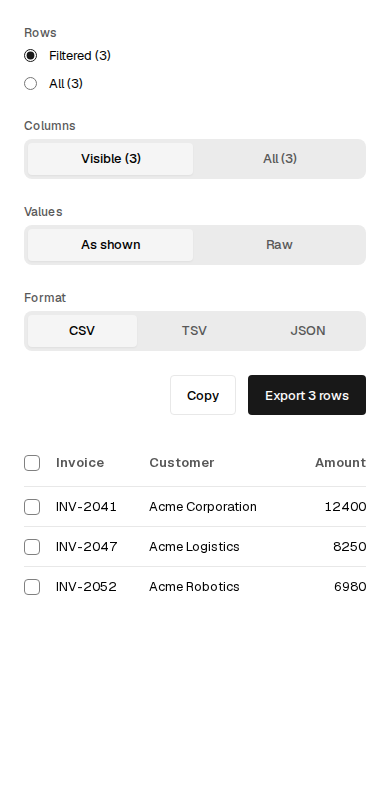 Rows
Filtered (3)
All (3)
Columns
Visible (3) All (3)
Values
As shown Raw
Format
CSV TSV JSON
Copy Export 3 rows
Invoice Customer Amount
INV-2041 Acme Corporation 12400
INV-2047 Acme Logistics 8250
INV-2052 Acme Robotics 6980